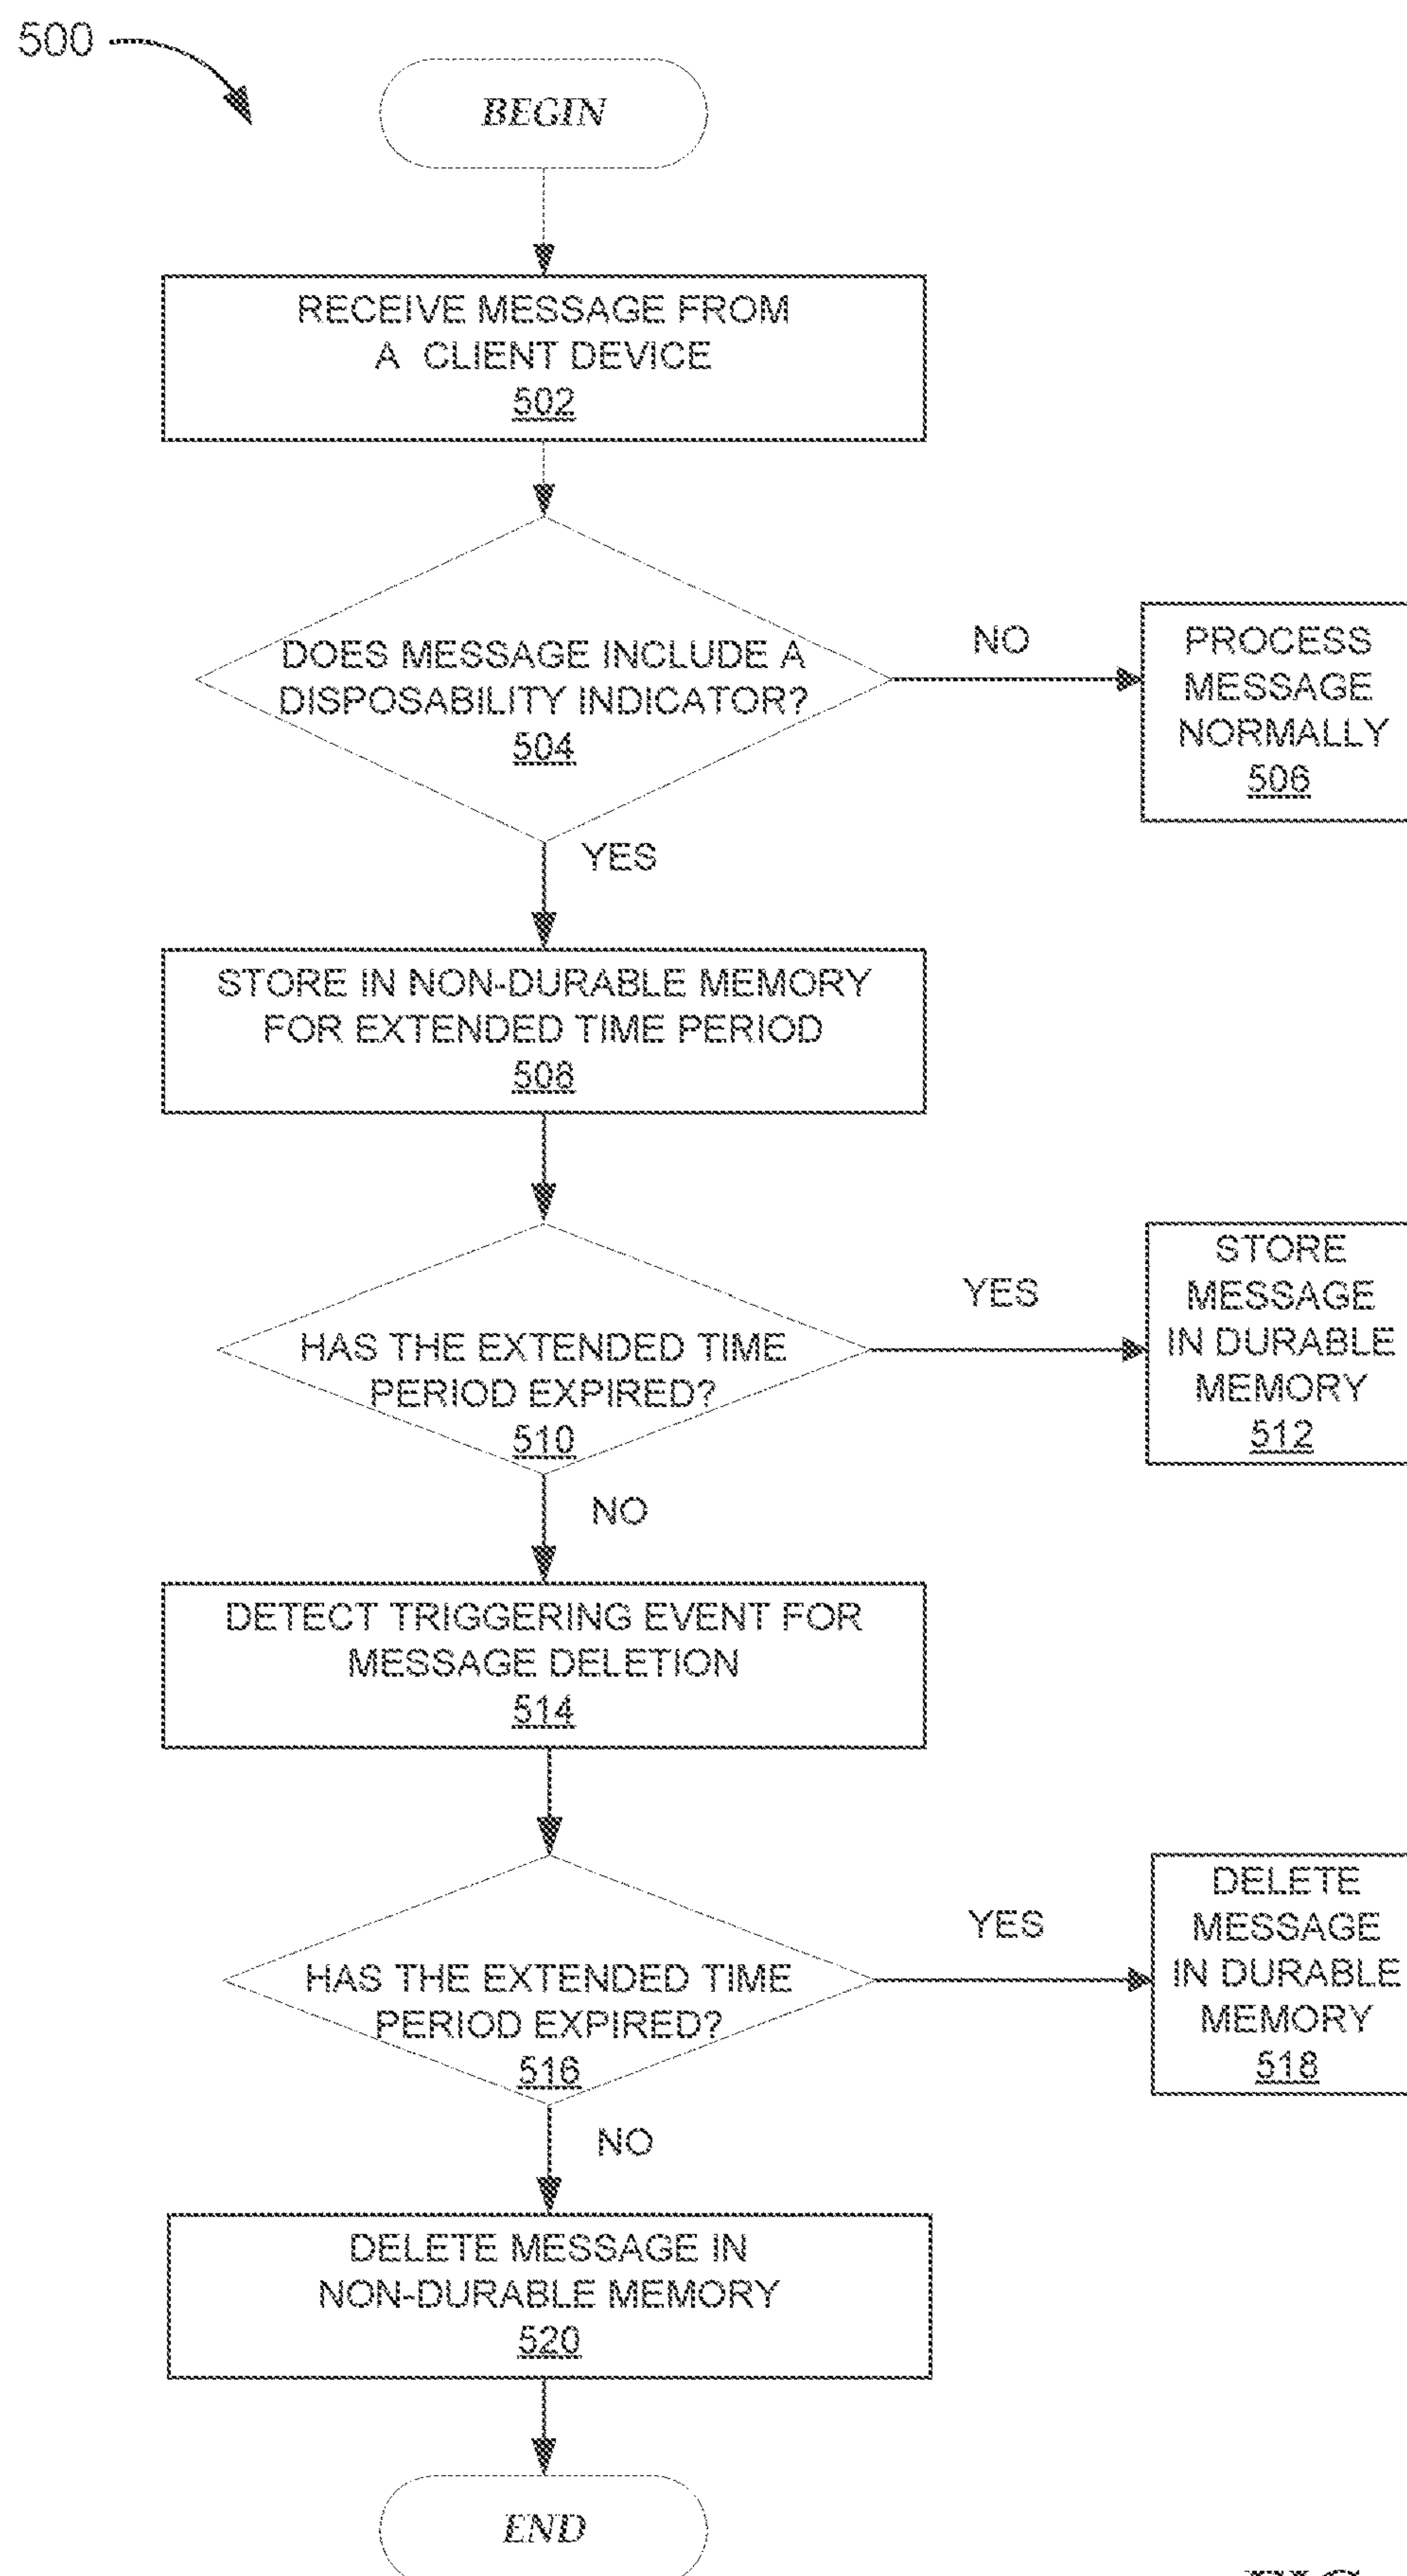 500
BEGIN
RECEIVE MESSAGE FROM
A CLIENT DEVICE
502
DOES MESSAGE INCLUDE A
DISPOSABILITY INDICATOR?
504
NO
PROCESS
MESSAGE
NORMALLY
506
YES
STORE IN NON-DURABLE MEMORY
FOR EXTENDED TIME PERIOD
508
HAS THE EXTENDED TIME
PERIOD EXPIRED?
510
YES
STORE
MESSAGE
IN DURABLE
MEMORY
512
NO
DETECT TRIGGERING EVENT FOR
MESSAGE DELETION
514
HAS THE EXTENDED TIME
PERIOD EXPIRED?
516
YES
DELETE
MESSAGE
IN DURABLE
MEMORY
518
NO
DELETE MESSAGE IN
NON-DURABLE MEMORY
520
END